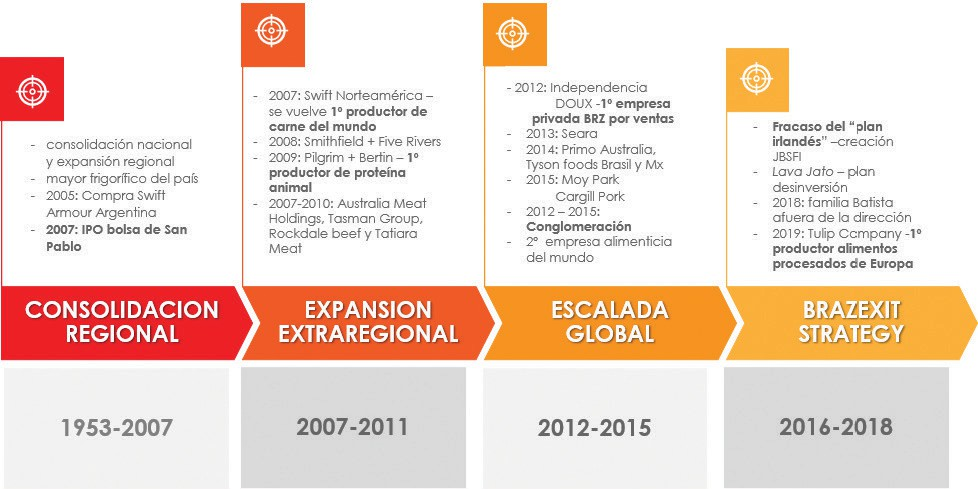 - consolidación nacional
y expansión regional
- mayor frigorífico del país
- 2005: Compra Swift
Armour Argentina
- 2007: IPO bolsa de San
Pablo
CONSOLIDACION
REGIONAL
1953-2007
- 2007: Swift Norteamérica –
se vuelve 1º productor de
carne del mundo
- 2008: Smithfield + Five Rivers
- 2009: Pilgrim + Bertin – 1º
productor de proteína
animal
- 2007-2010: Australia Meat
Holdings, Tasman Group,
Rockdale beef y Tatiara
Meat
EXPANSION
EXTRAREGIONAL
2007-2011
- 2012: Independencia
DOUX -1º empresa
privada BRZ por ventas
- 2013: Seara
- 2014: Primo Australia,
Tyson foods Brasil y Mx
- 2015: Moy Park
Cargill Pork
- 2012 – 2015:
Conglomeración
- 2º empresa alimenticia
del mundo
ESCALADA
GLOBAL
2012-2015
- Fracaso del “plan
irlandés” –creación
JBSFI
- Lava Jato – plan
desinversión
- 2018: familia Batista
afuera de la dirección
- 2019: Tulip Company -1º
productor alimentos
procesados de Europa
BRAZEXIT
STRATEGY
2016-2018